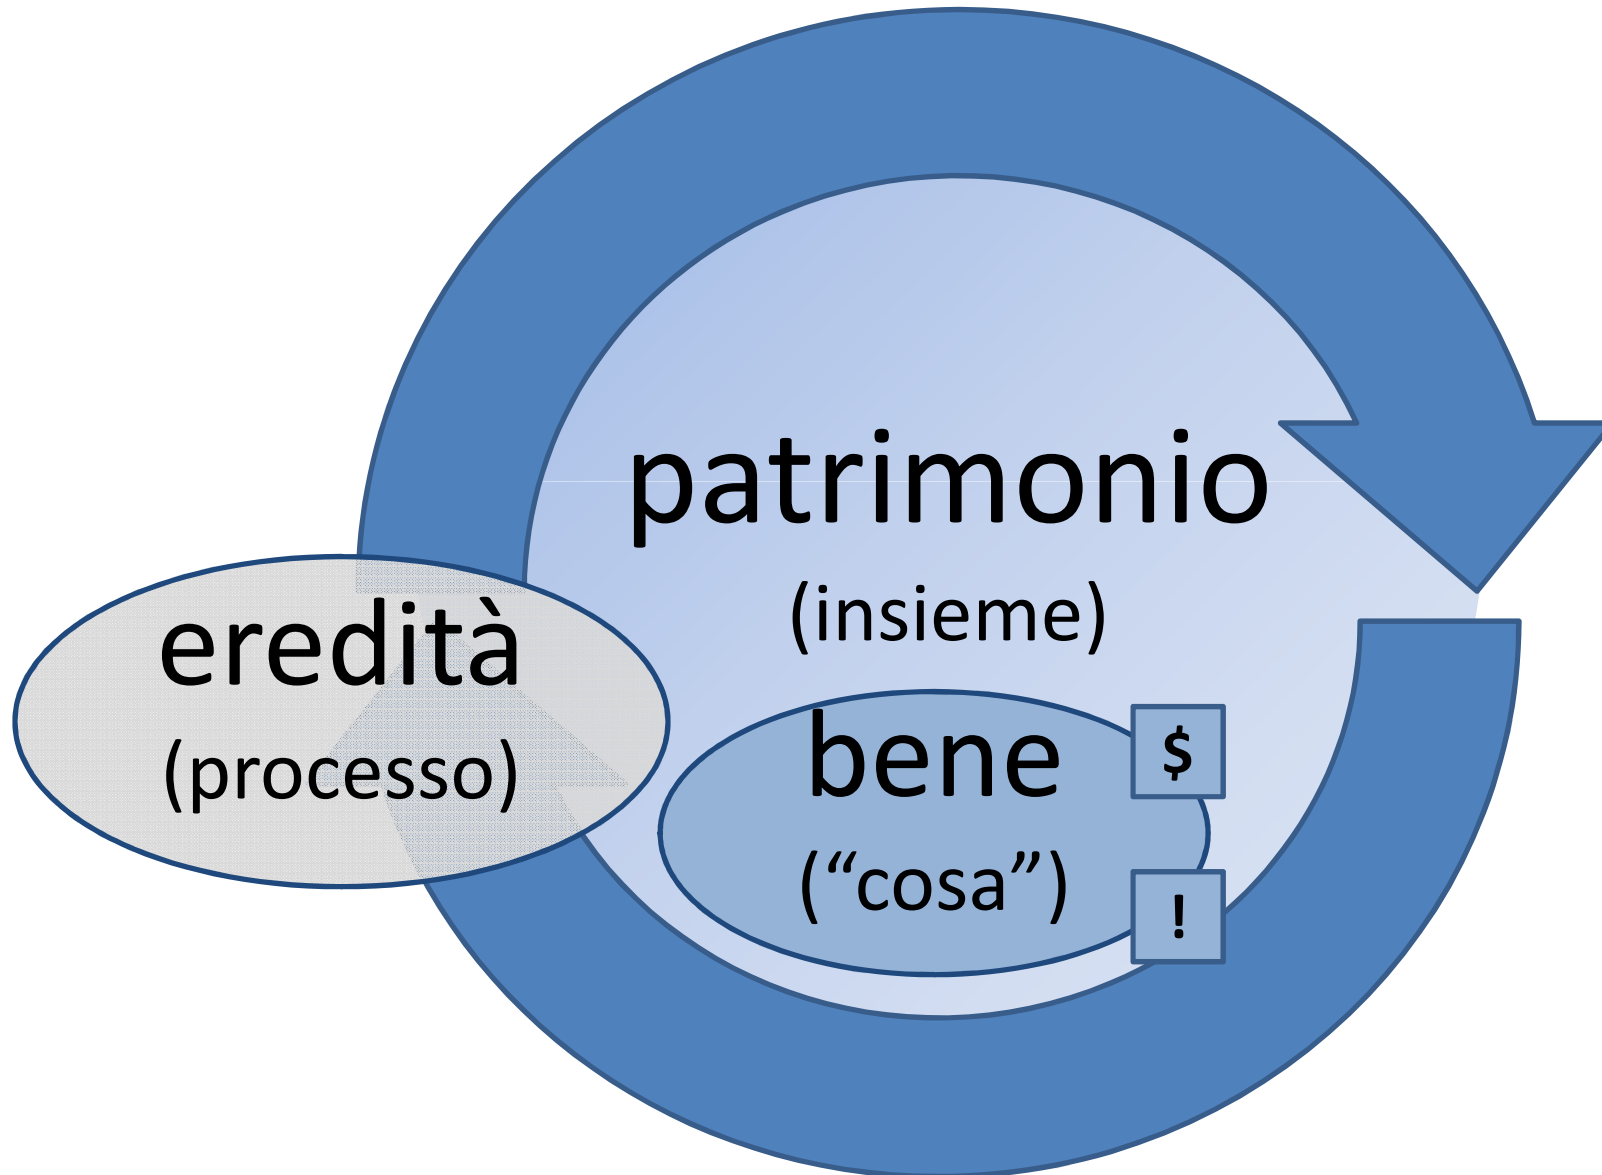 patrimonio
(insieme)
eredità
(processo)
bene
(“cosa”)
$
!